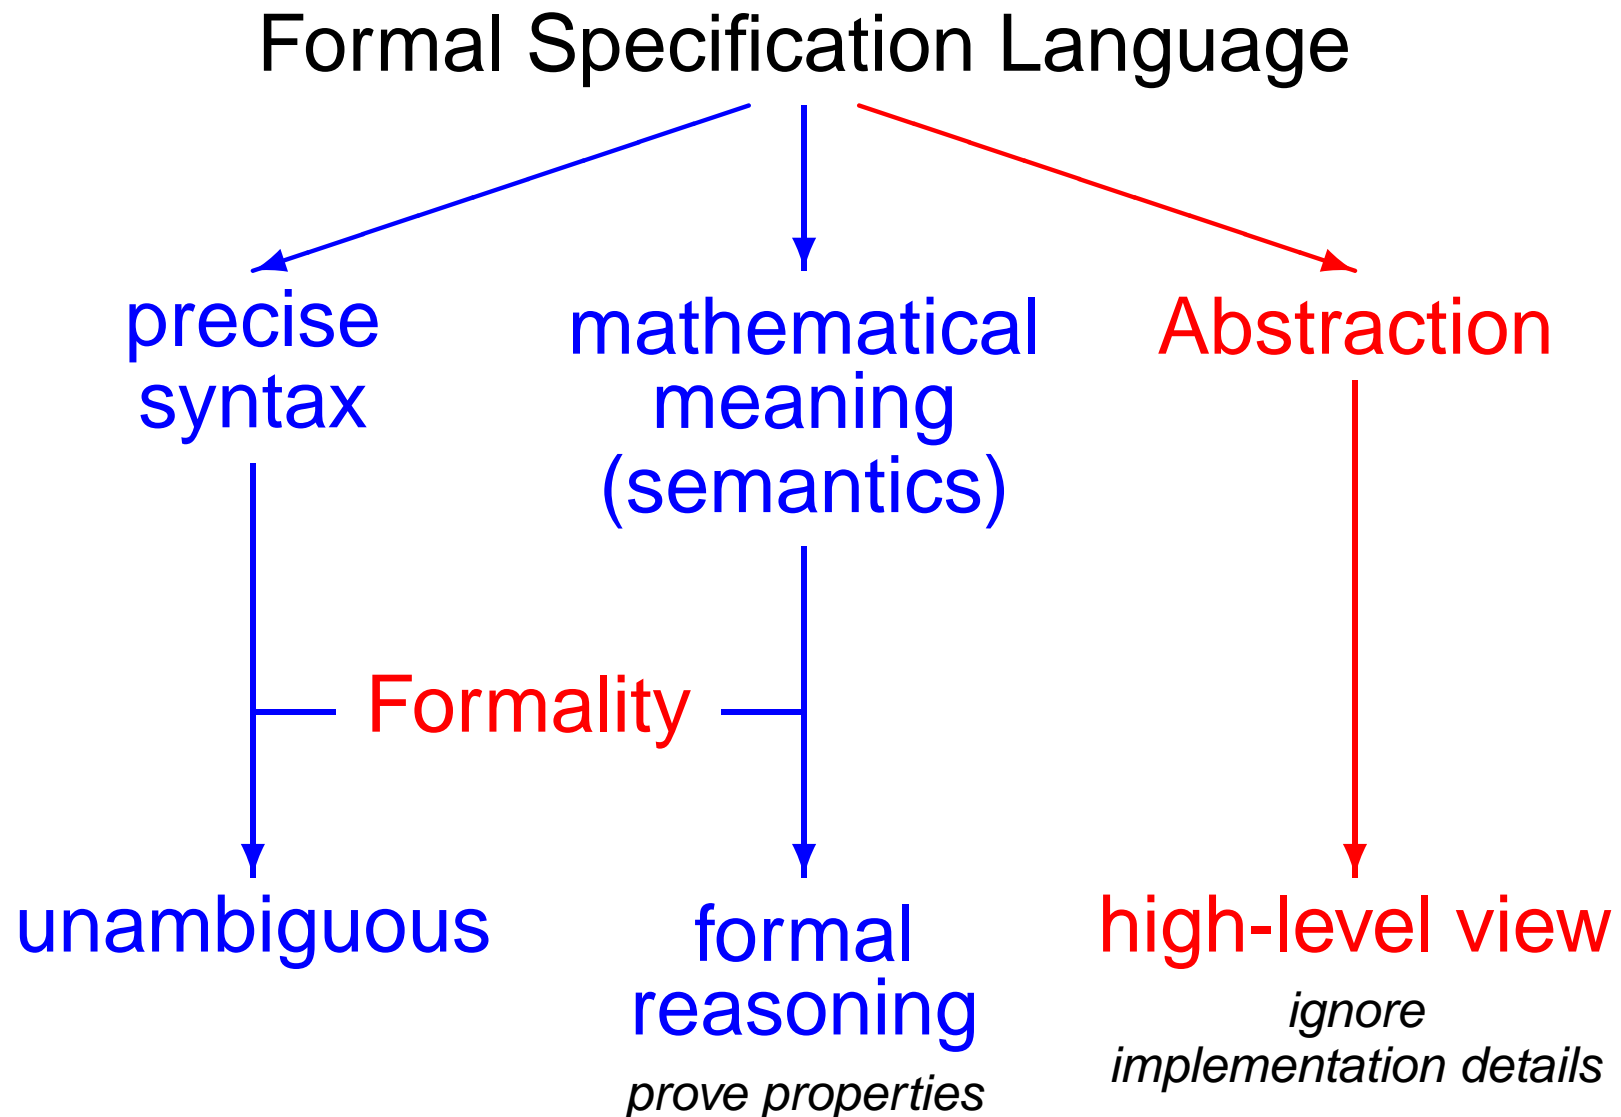 Formal Specification Language
precise
syntax
mathematical
meaning
(semantics)
Abstraction
Formality
unambiguous
formal
reasoning
prove properties
high-level view
ignore
implementation details